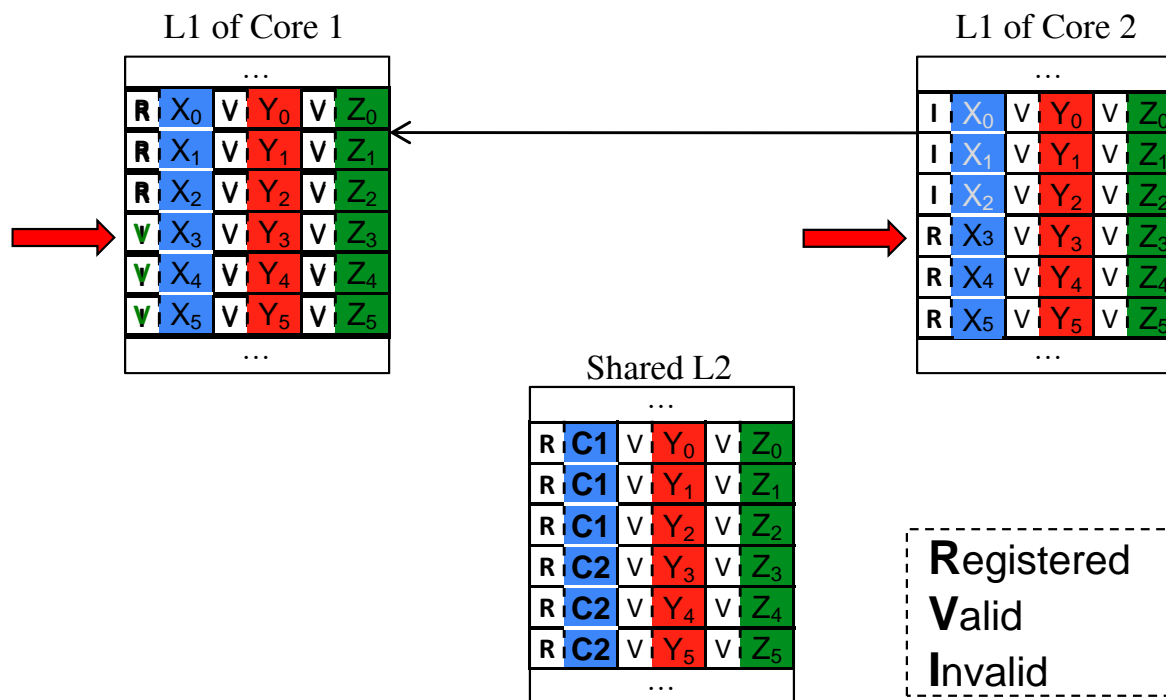 L1 of Core 1
...
R X0 V Y0 V Z0
R X1 V Y1 V Z1
R X2 V Y2 V Z2
X3 V Y3 V Z3
X4 V Y4 V Z4
X5 V Y5 V Z5
...
L1 of Core 2
...
I X0 V Y0 V Z0
I X1 V Y1 V Z1
I X2 V Y2 V Z2
R X3 V Y3 V Z3
R X4 V Y4 V Z4
R X5 V Y5 V Z5
...
Shared L2
...
R C1 V Y0 V Z0
R C1 V Y1 V Z1
R C1 V Y2 V Z2
R C2 V Y3 V Z3
R C2 V Y4 V Z4
R C2 V Y5 V Z5
...
Registered
Valid
Invalid